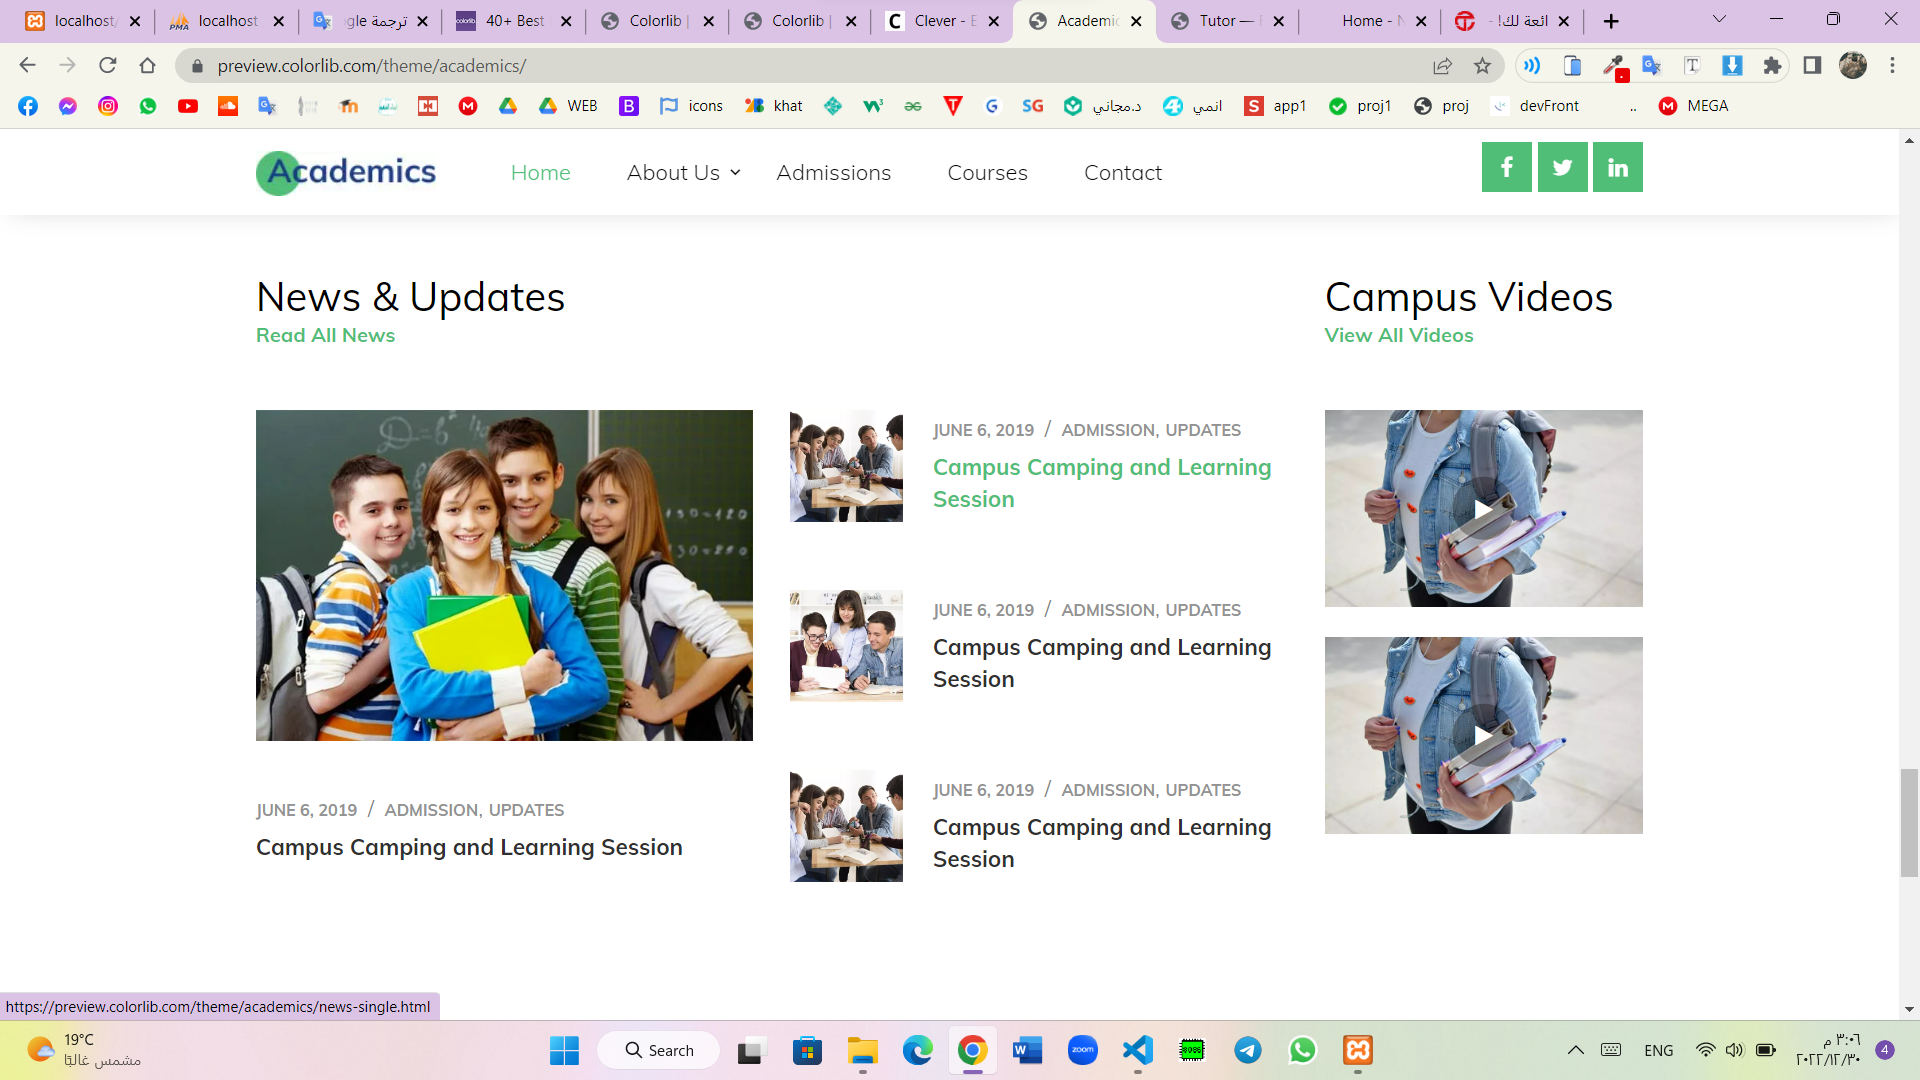 localhost/
localhost
ترجمة gle
40+ Best
Colorlib |
Colorlib |
Clever - E
Academic
Tutor —
Home - N
ائعة لك! -
preview.colorlib.com/theme/academics/
WEB
icons
khat
د.مجاني
انمي
app1
proj1
proj
devFront
..
MEGA
Academics
Home
About Us
Admissions
Courses
Contact
News & Updates
Read All News
Campus Videos
View All Videos
JUNE 6, 2019 / ADMISSION, UPDATES
Campus Camping and Learning
Session
JUNE 6, 2019 / ADMISSION, UPDATES
Campus Camping and Learning
Session
JUNE 6, 2019 / ADMISSION, UPDATES
Campus Camping and Learning Session
JUNE 6, 2019 / ADMISSION, UPDATES
Campus Camping and Learning
Session
https://preview.colorlib.com/theme/academics/news-single.html
19°C
مشمس غالبًا
Search
zoom
ENG
٣:٠٦ م
٢٠٢٢/١٢/٣٠
4